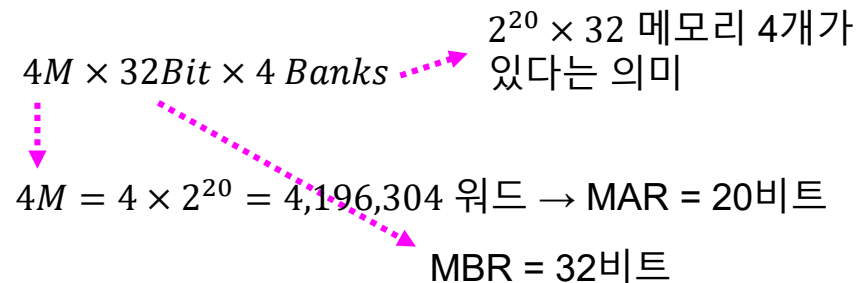 2²⁰ × 32 메모리 4개가
4M × 32Bit × 4 Banks
있다는 의미
4M = 4 × 2²⁰ = 4,196,304 워드 → MAR = 20비트
MBR = 32비트